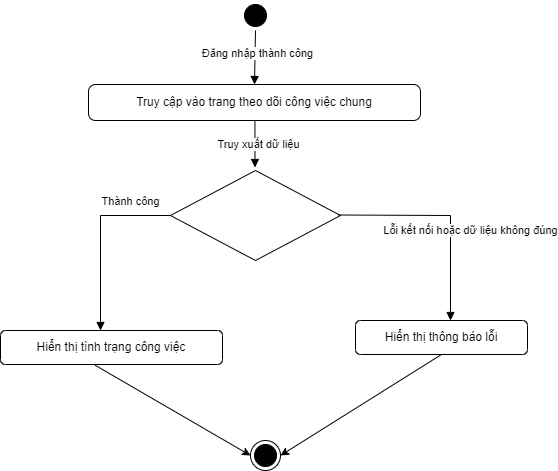 Đăng nhập thành công
Truy cập vào trang theo dõi công việc chung
Truy xuất dữ liệu
Thành công
Lỗi kết nối hoặc dữ liệu không đúng
Hiển thị tình trạng công việc
Hiển thị thông báo lỗi